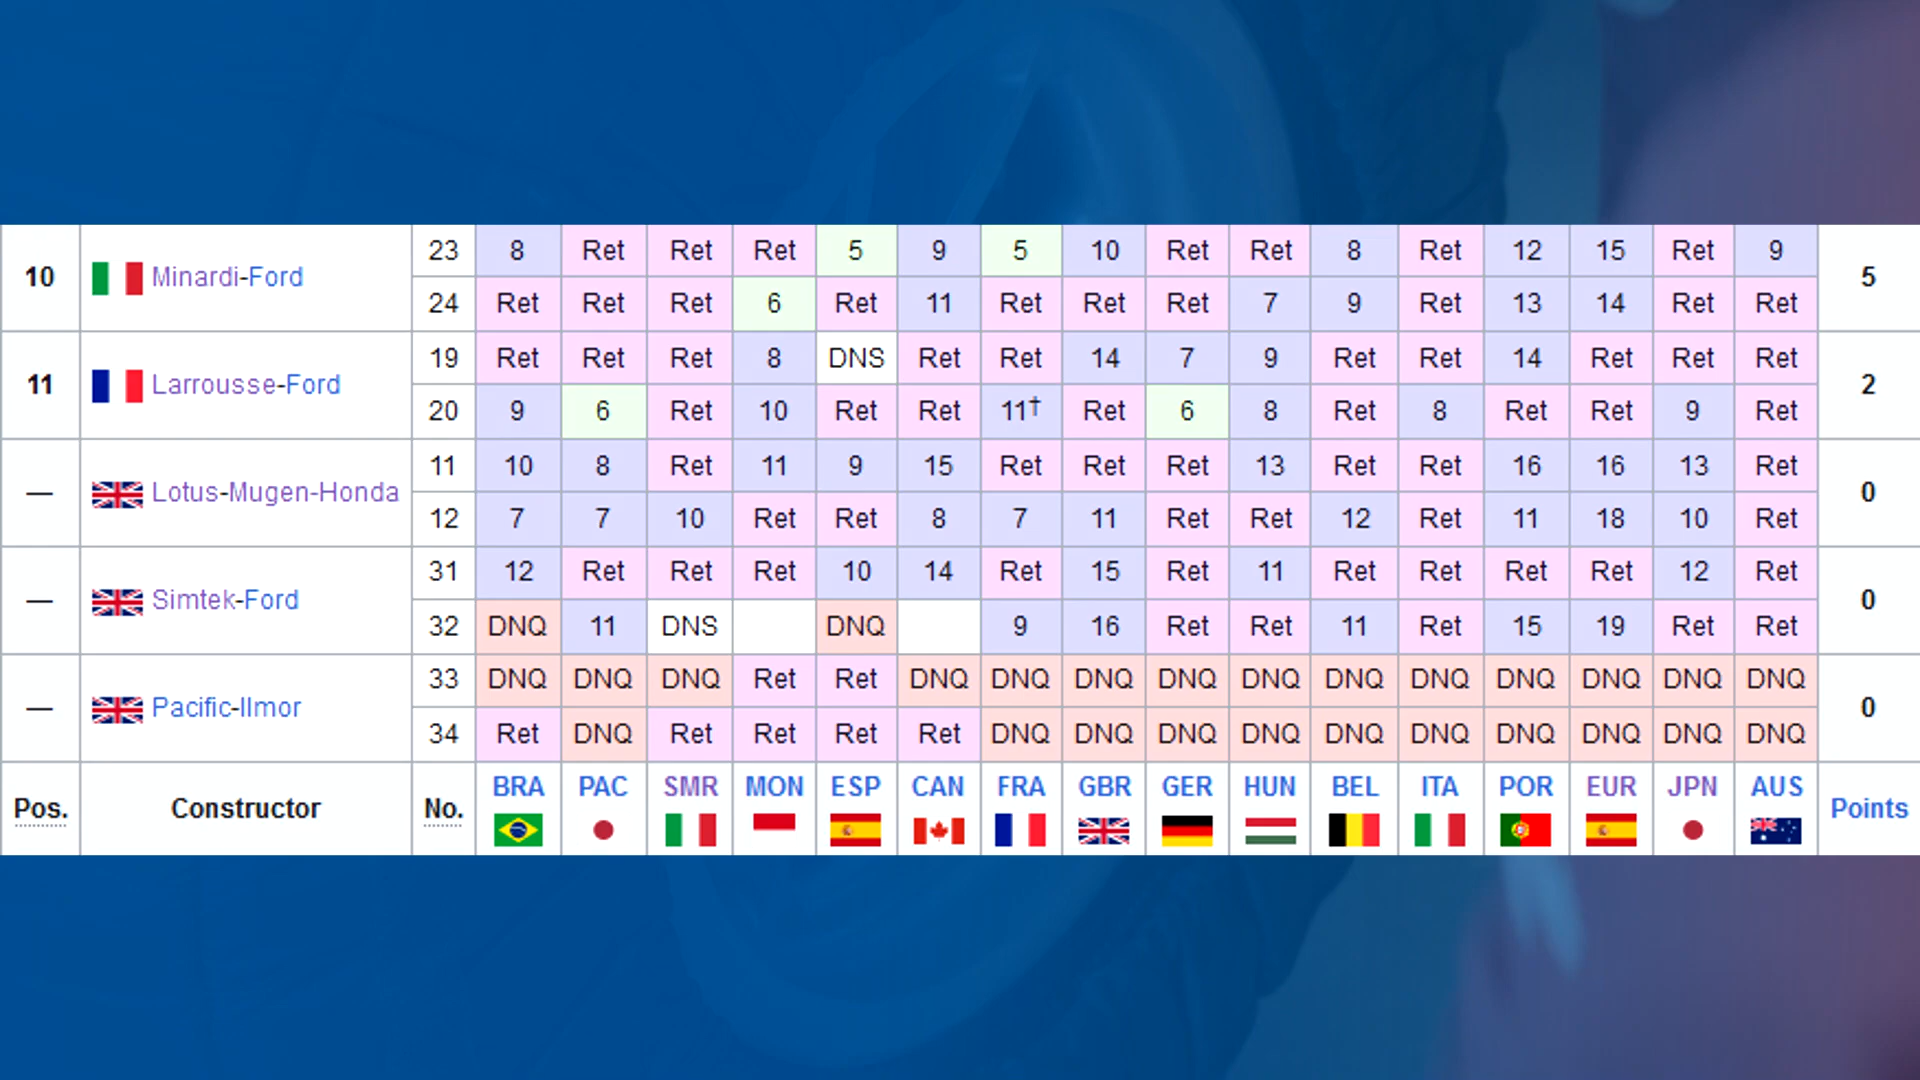 10 Minardi-Ford 23 8 Ret Ret Ret 5 9 5 10 Ret Ret 8 Ret 12 15 Ret 9 5
24 Ret Ret Ret 6 Ret 11 Ret Ret Ret 7 9 Ret 13 14 Ret Ret
11 Larrousse-Ford 19 Ret Ret Ret 8 DNS Ret Ret 14 7 9 Ret Ret 14 Ret Ret Ret 2
20 9 6 Ret 10 Ret Ret 11† Ret 6 8 Ret 8 Ret Ret 9 Ret
— Lotus-Mugen-Honda 11 10 8 Ret 11 9 15 Ret Ret Ret 13 Ret Ret 16 16 13 Ret 0
12 7 7 10 Ret Ret 8 7 11 Ret Ret 12 Ret 11 18 10 Ret
— Simtek-Ford 31 12 Ret Ret Ret 10 14 Ret 15 Ret 11 Ret Ret Ret Ret 12 Ret 0
32 DNQ 11 DNS DNQ 9 16 Ret Ret 11 Ret 15 19 Ret Ret
— Pacific-Ilmor 33 DNQ DNQ DNQ Ret Ret DNQ DNQ DNQ DNQ DNQ DNQ DNQ DNQ DNQ DNQ DNQ 0
34 Ret DNQ Ret Ret Ret Ret DNQ DNQ DNQ DNQ DNQ DNQ DNQ DNQ DNQ DNQ
Pos. Constructor No. BRA PAC SMR MON ESP CAN FRA GBR GER HUN BEL ITA POR EUR JPN AUS Points